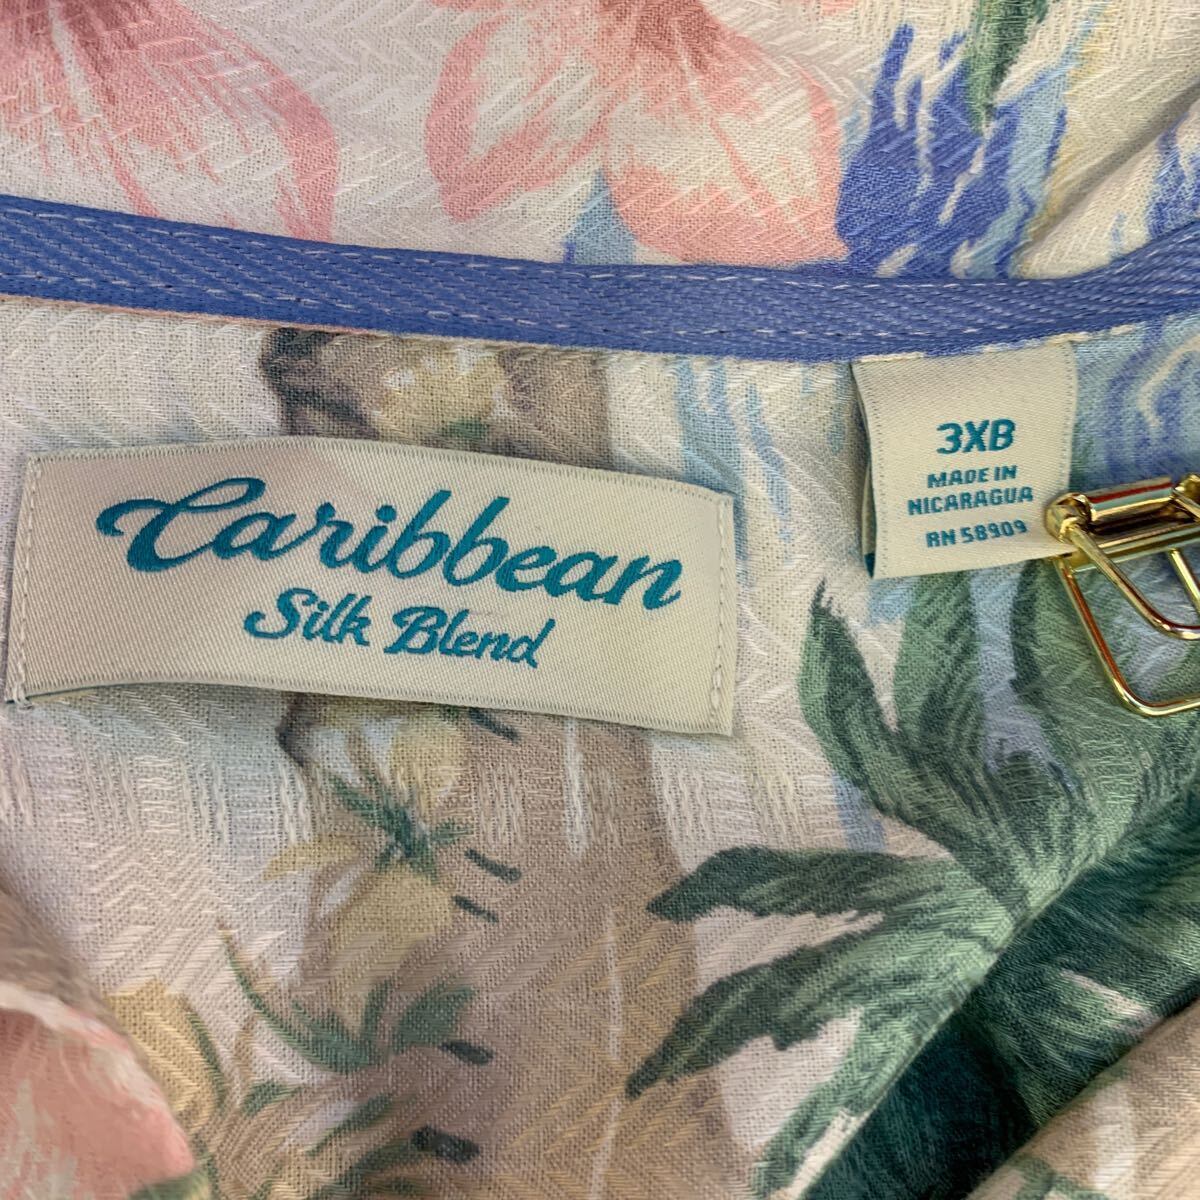 Caribbean
Silk Blend
3XB
MADE IN
NICARAGUA
RN 58909